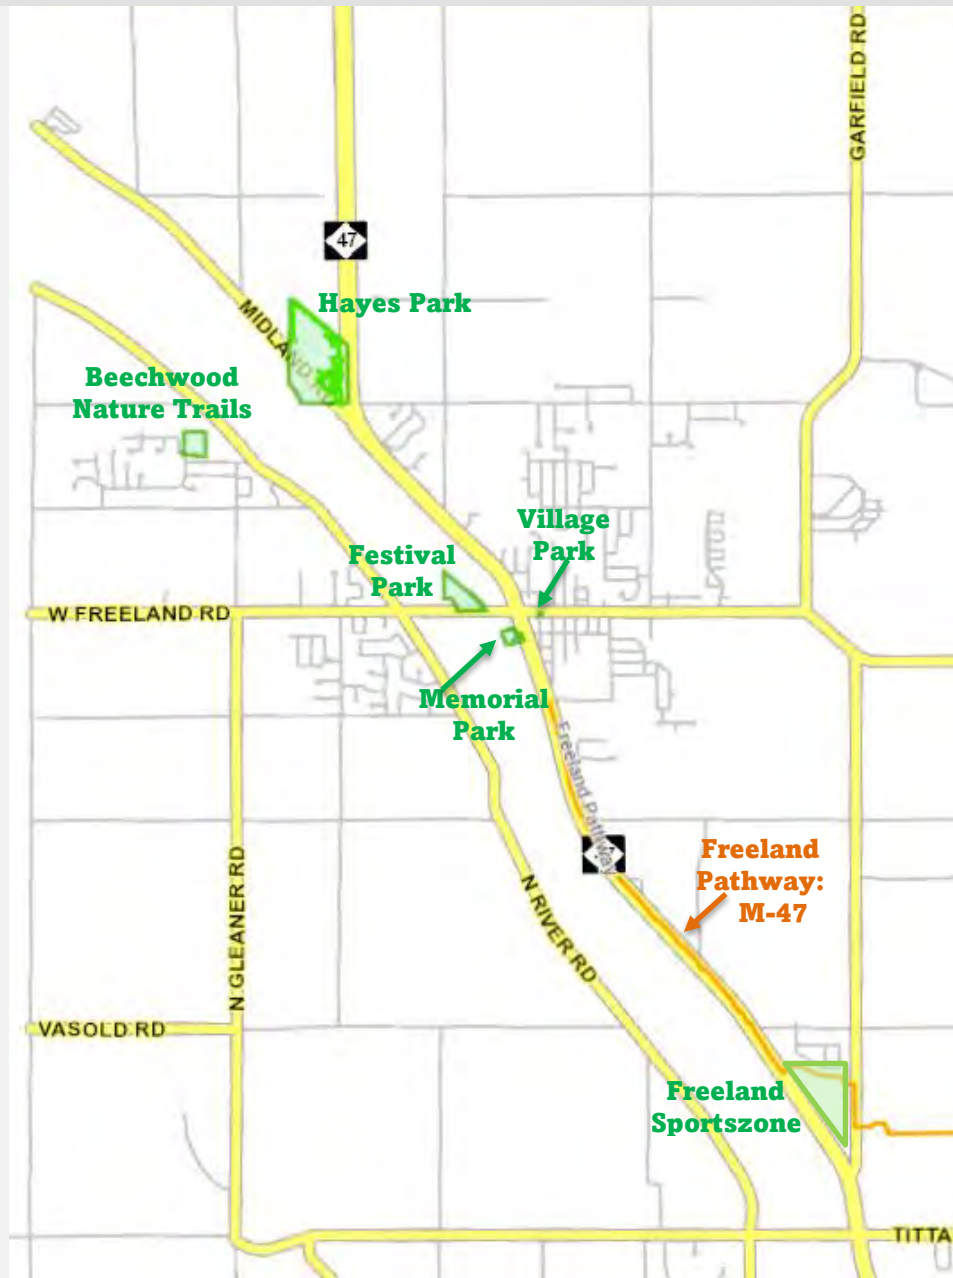 GARFIELD RD
47
Hayes Park
MIDLAND RD
Beechwood
Nature Trails
Village
Park
Festival
Park
W FREELAND RD
Memorial
Park
Freeland Pathway
Freeland
Pathway:
M-47
N GLEANER RD
N RIVER RD
VASOLD RD
Freeland
Sportszone
TITTA